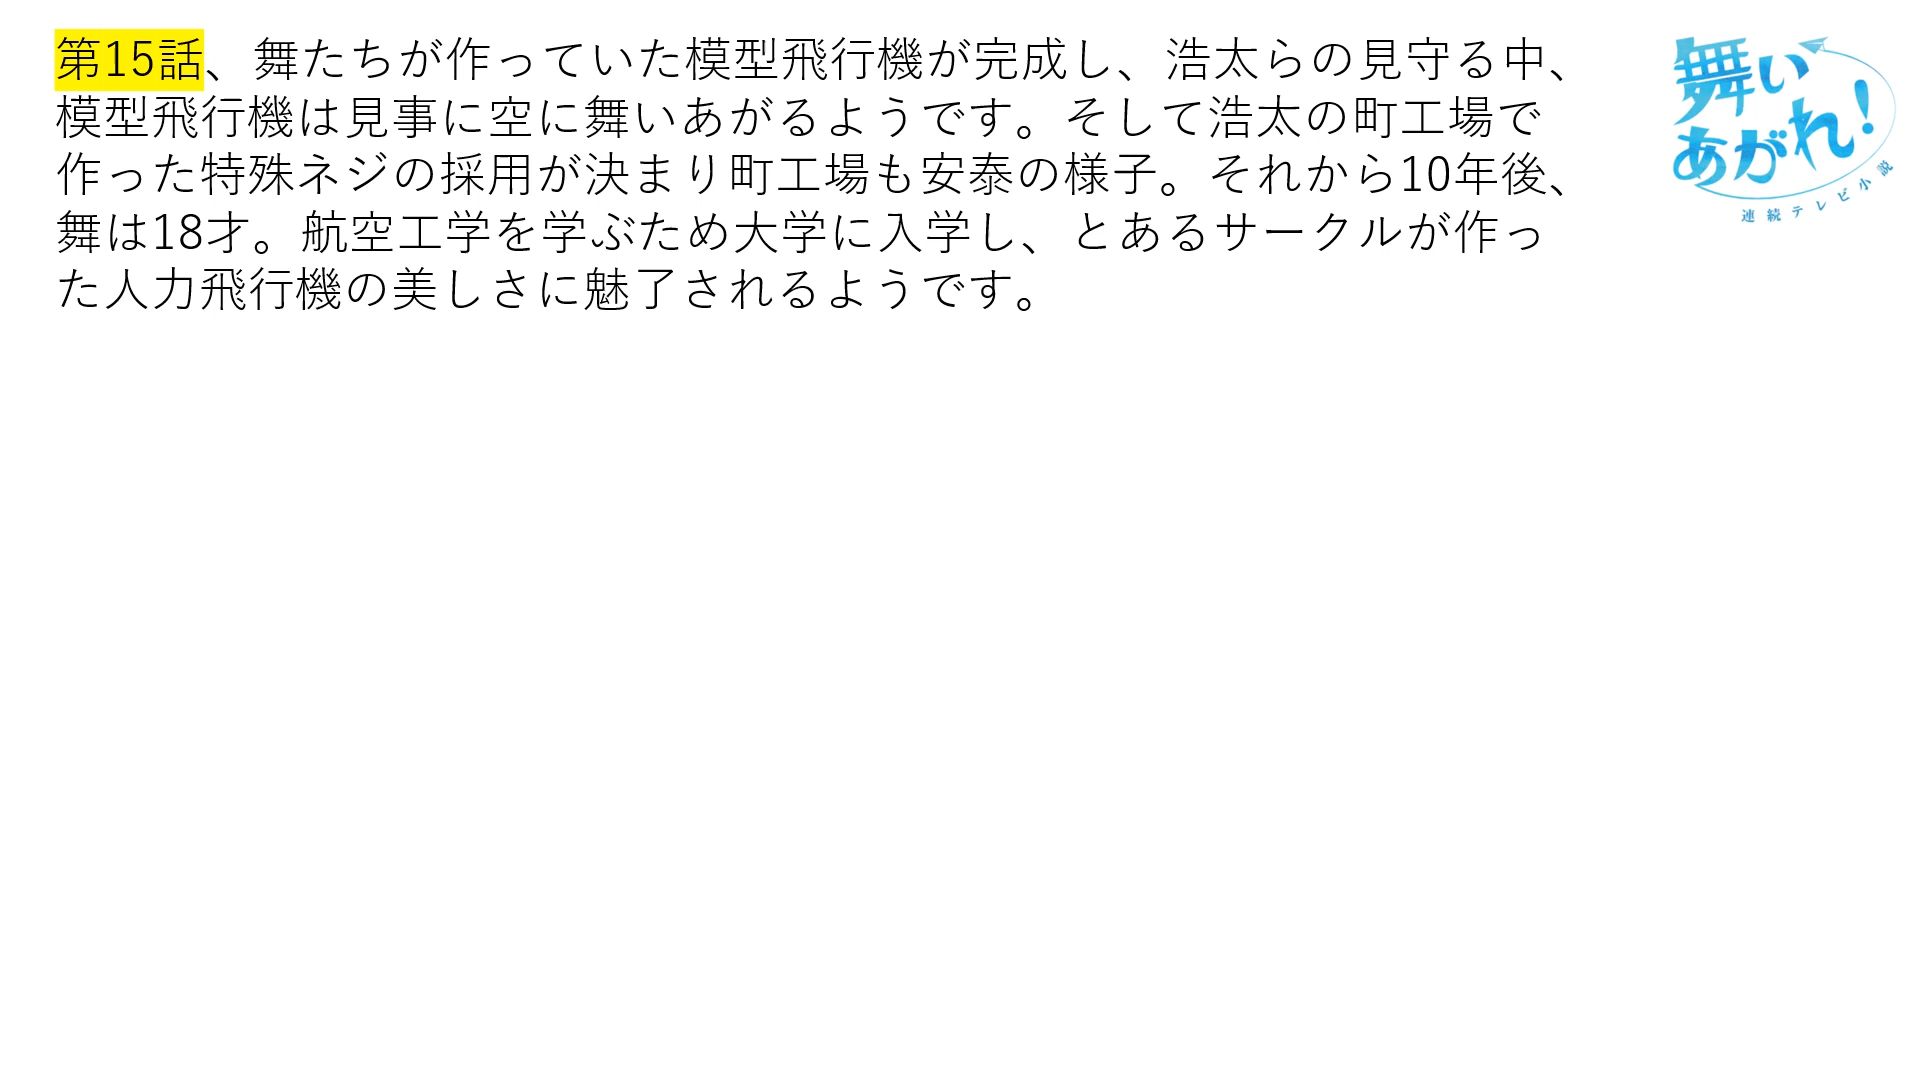 第15話、舞たちが作っていた模型飛行機が完成し、浩太らの見守る中、
模型飛行機は見事に空に舞いあがるようです。そして浩太の町工場で
作った特殊ネジの採用が決まり町工場も安泰の様子。それから10年後、
舞は18才。航空工学を学ぶため大学に入学し、とあるサークルが作っ
た人力飛行機の美しさに魅了されるようです。
舞い
あがれ!
連続テレビ小説